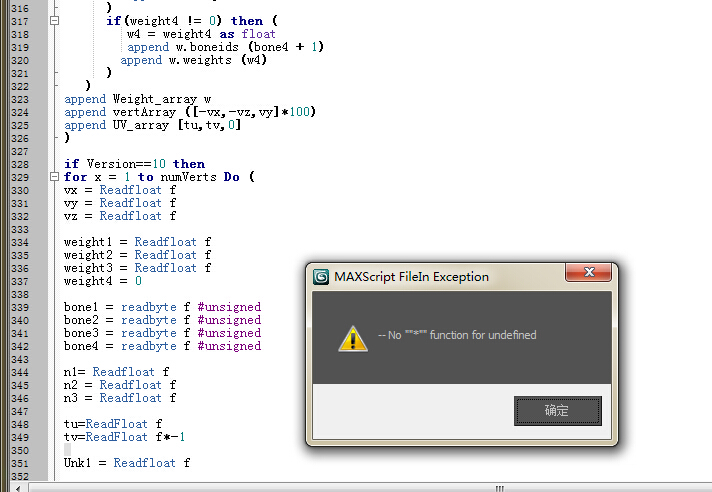 316 )
317 if(weight4 != 0) then (
318 w4 = weight4 as float
319 append w.boneids (bone4 + 1)
320 append w.weights (w4)
321 )
322 )
323 append Weight_array w
324 append vertArray ([-vx,-vz,vy]*100)
325 append UV_array [tu,tv,0]
326 )
327
328 if Version==10 then
329 for x = 1 to numVerts Do (
330 vx = Readfloat f
331 vy = Readfloat f
332 vz = Readfloat f
333
334 weight1 = Readfloat f
335 weight2 = Readfloat f
336 weight3 = Readfloat f
337 weight4 = 0
338
339 bone1 = readbyte f #unsigned
340 bone2 = readbyte f #unsigned
341 bone3 = readbyte f #unsigned
342 bone4 = readbyte f #unsigned
343
344 n1= Readfloat f
345 n2 = Readfloat f
346 n3 = Readfloat f
347
348 tu=ReadFloat f
349 tv=ReadFloat f*-1
350
351 Unk1 = Readfloat f
352
MAXScript FileIn Exception
-- No ""*"" function for undefined
确定